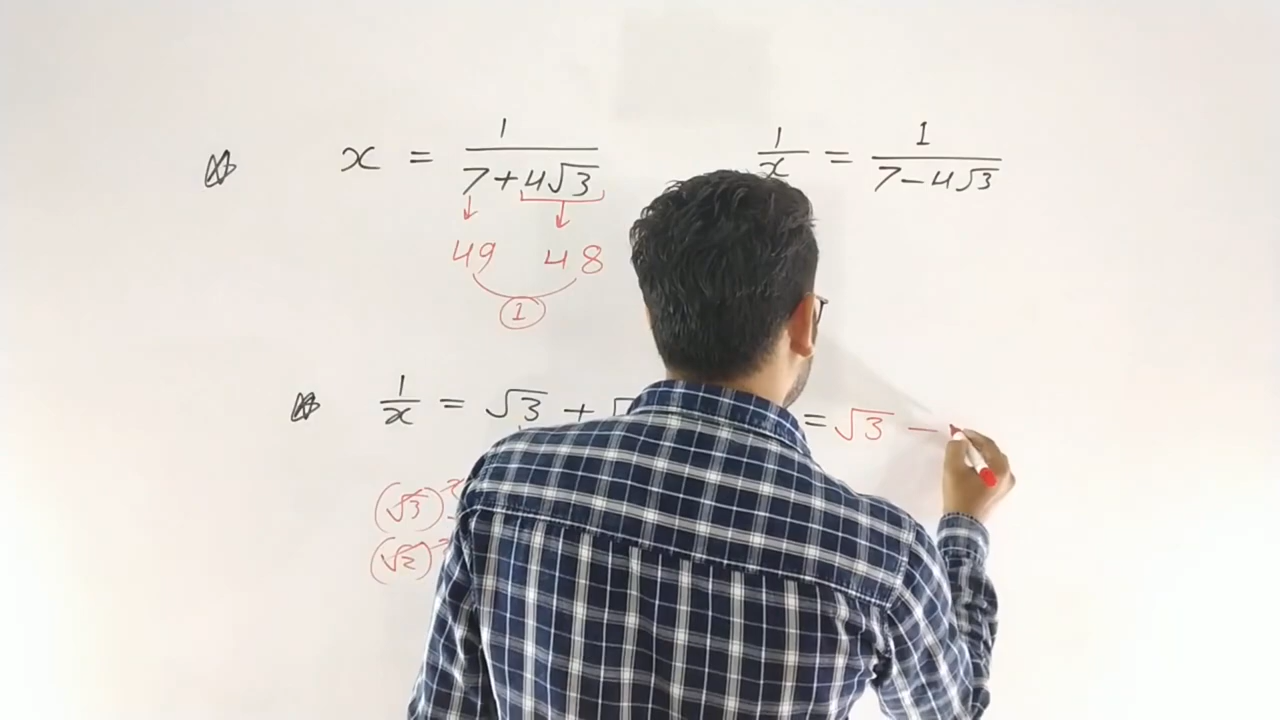 x = 1/(7+4√3) 1/x = 1/(7-4√3)
49 48
1
1/x = √3 + √ = √3 -
(√3)²
(√2)²